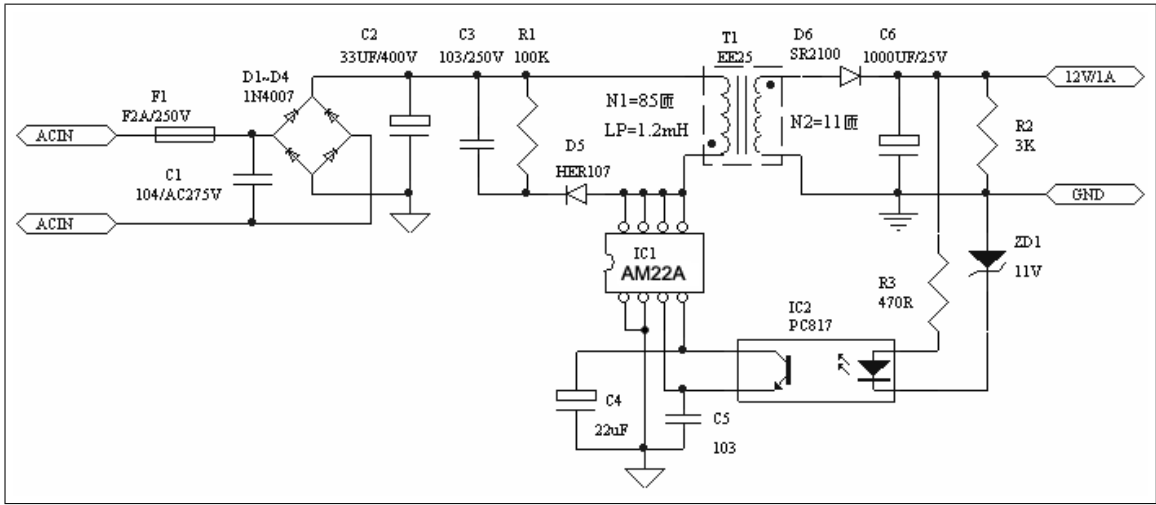 C2
33UF/400V
C3
103/250V
R1
100K
T1
EE25
D6
SR2100
C6
1000UF/25V
D1~D4
1N4007
12V/1A
F1
F2A/250V
N1=85匝
LP=1.2mH
N2=11匝
R2
3K
ACIN
D5
HER107
C1
104/AC275V
GND
ACIN
IC1
AM22A
ZD1
11V
R3
470R
IC2
PC817
C4
22uF
C5
103